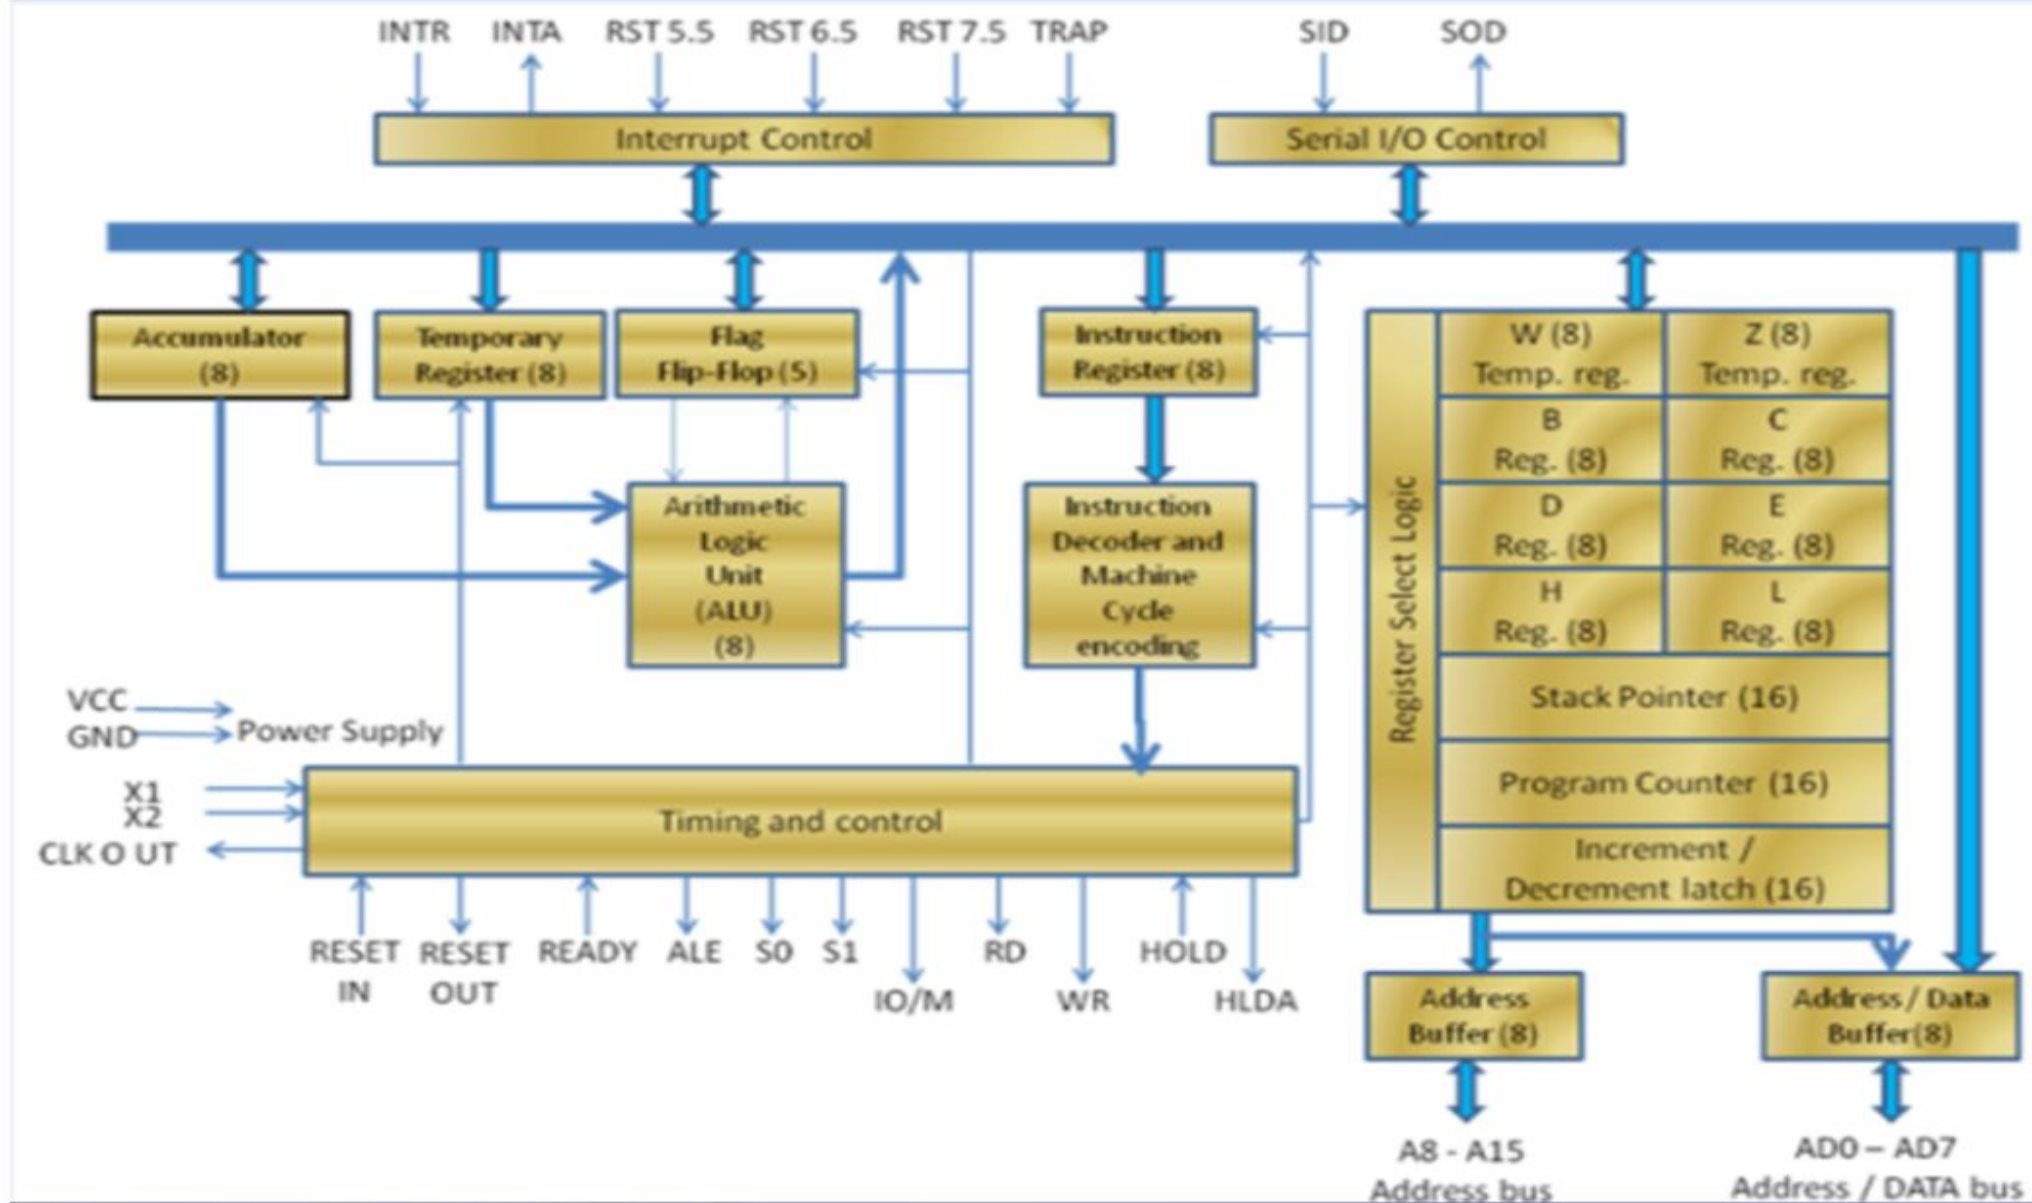 INTR INTA RST 5.5 RST 6.5 RST 7.5 TRAP SID SOD
Interrupt Control
Serial I/O Control
Accumulator
(8)
Temporary
Register (8)
Flag
Flip-Flop (5)
Instruction
Register (8)
Arithmetic
Logic
Unit
(ALU)
(8)
Instruction
Decoder and
Machine
Cycle
encoding
Register Select Logic
W (8)
Temp. reg.
Z (8)
Temp. reg.
B
Reg. (8)
C
Reg. (8)
D
Reg. (8)
E
Reg. (8)
H
Reg. (8)
L
Reg. (8)
Stack Pointer (16)
Program Counter (16)
Increment /
Decrement latch (16)
VCC
GND
Power Supply
X1
X2
CLK O UT
Timing and control
RESET
IN
RESET
OUT
READY
ALE
S0
S1
IO/M
RD
WR
HOLD
HLDA
Address
Buffer (8)
Address / Data
Buffer(8)
A8 - A15
Address bus
AD0 – AD7
Address / DATA bus